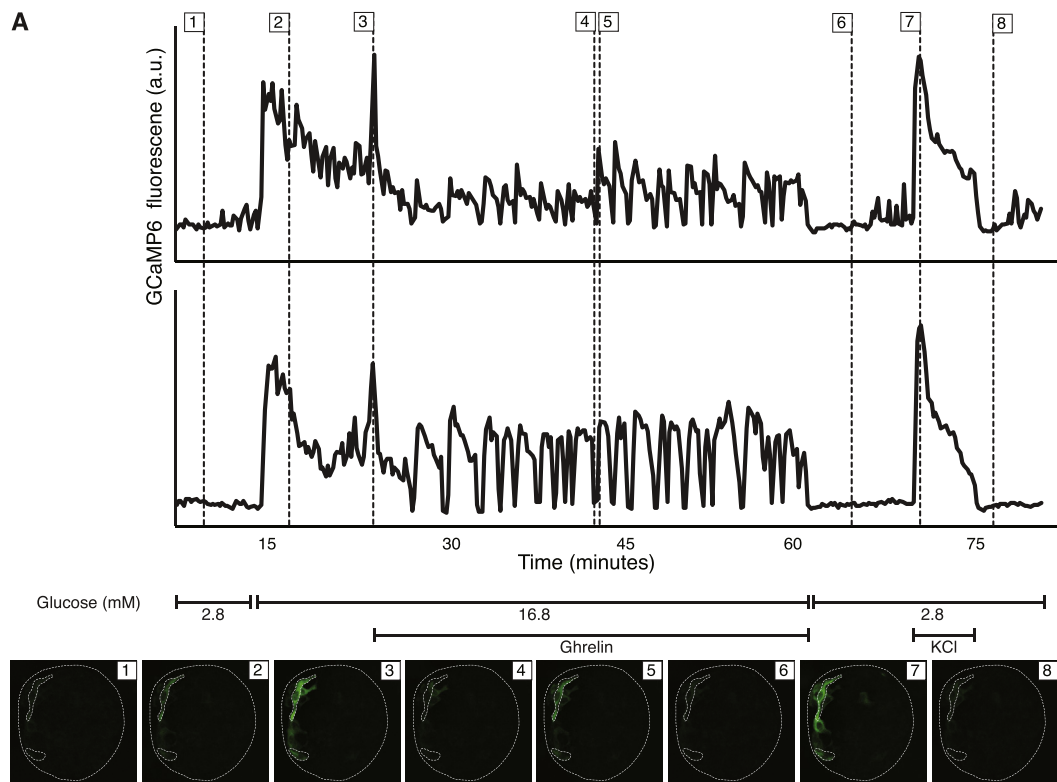 A
1 2 3 4 5 6 7 8
GCaMP6 fluorescene (a.u.)
15 30 45 60 75
Time (minutes)
Glucose (mM)
2.8 16.8 2.8
Ghrelin KCl
1 2 3 4 5 6 7 8